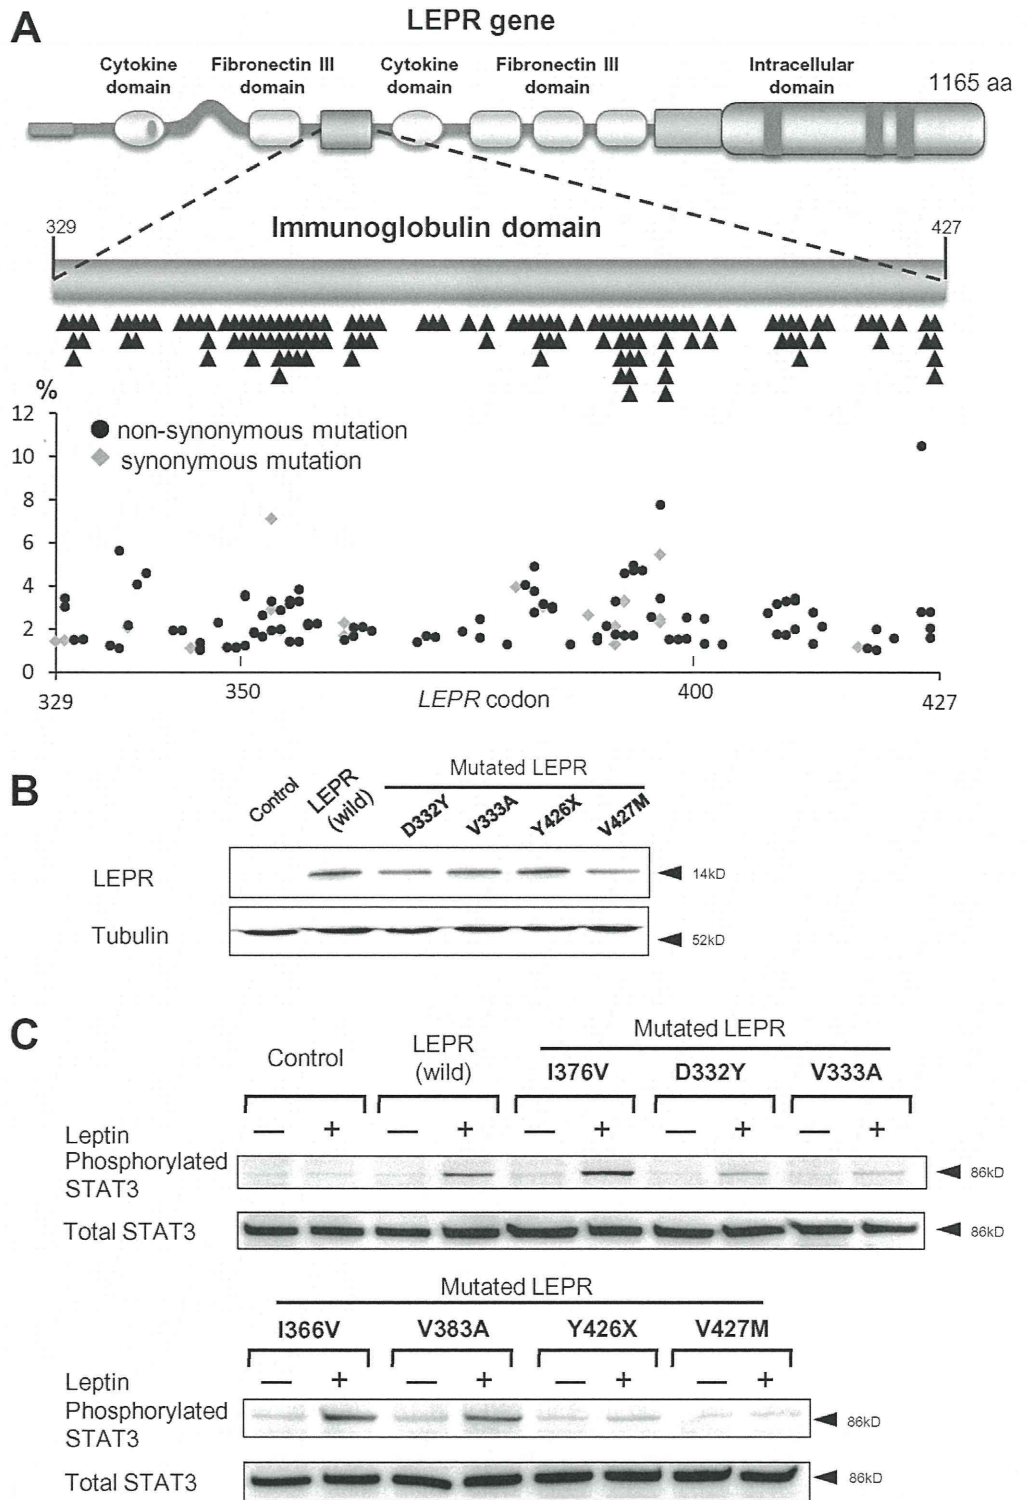 A
LEPR gene
Cytokine domain
Fibronectin III domain
Cytokine domain
Fibronectin III domain
Intracellular domain
1165 aa
329
Immunoglobulin domain
427
%
12
10
8
6
4
2
0
non-synonymous mutation
synonymous mutation
329
350
LEPR codon
400
427
B
Mutated LEPR
Control
LEPR (wild)
D332Y
V333A
Y426X
V427M
LEPR
14kD
Tubulin
52kD
C
Mutated LEPR
Control
LEPR (wild)
I376V
D332Y
V333A
Leptin — + — + — + — + — +
Phosphorylated STAT3
86kD
Total STAT3
86kD
Mutated LEPR
I366V
V383A
Y426X
V427M
Leptin — + — + — + — +
Phosphorylated STAT3
86kD
Total STAT3
86kD